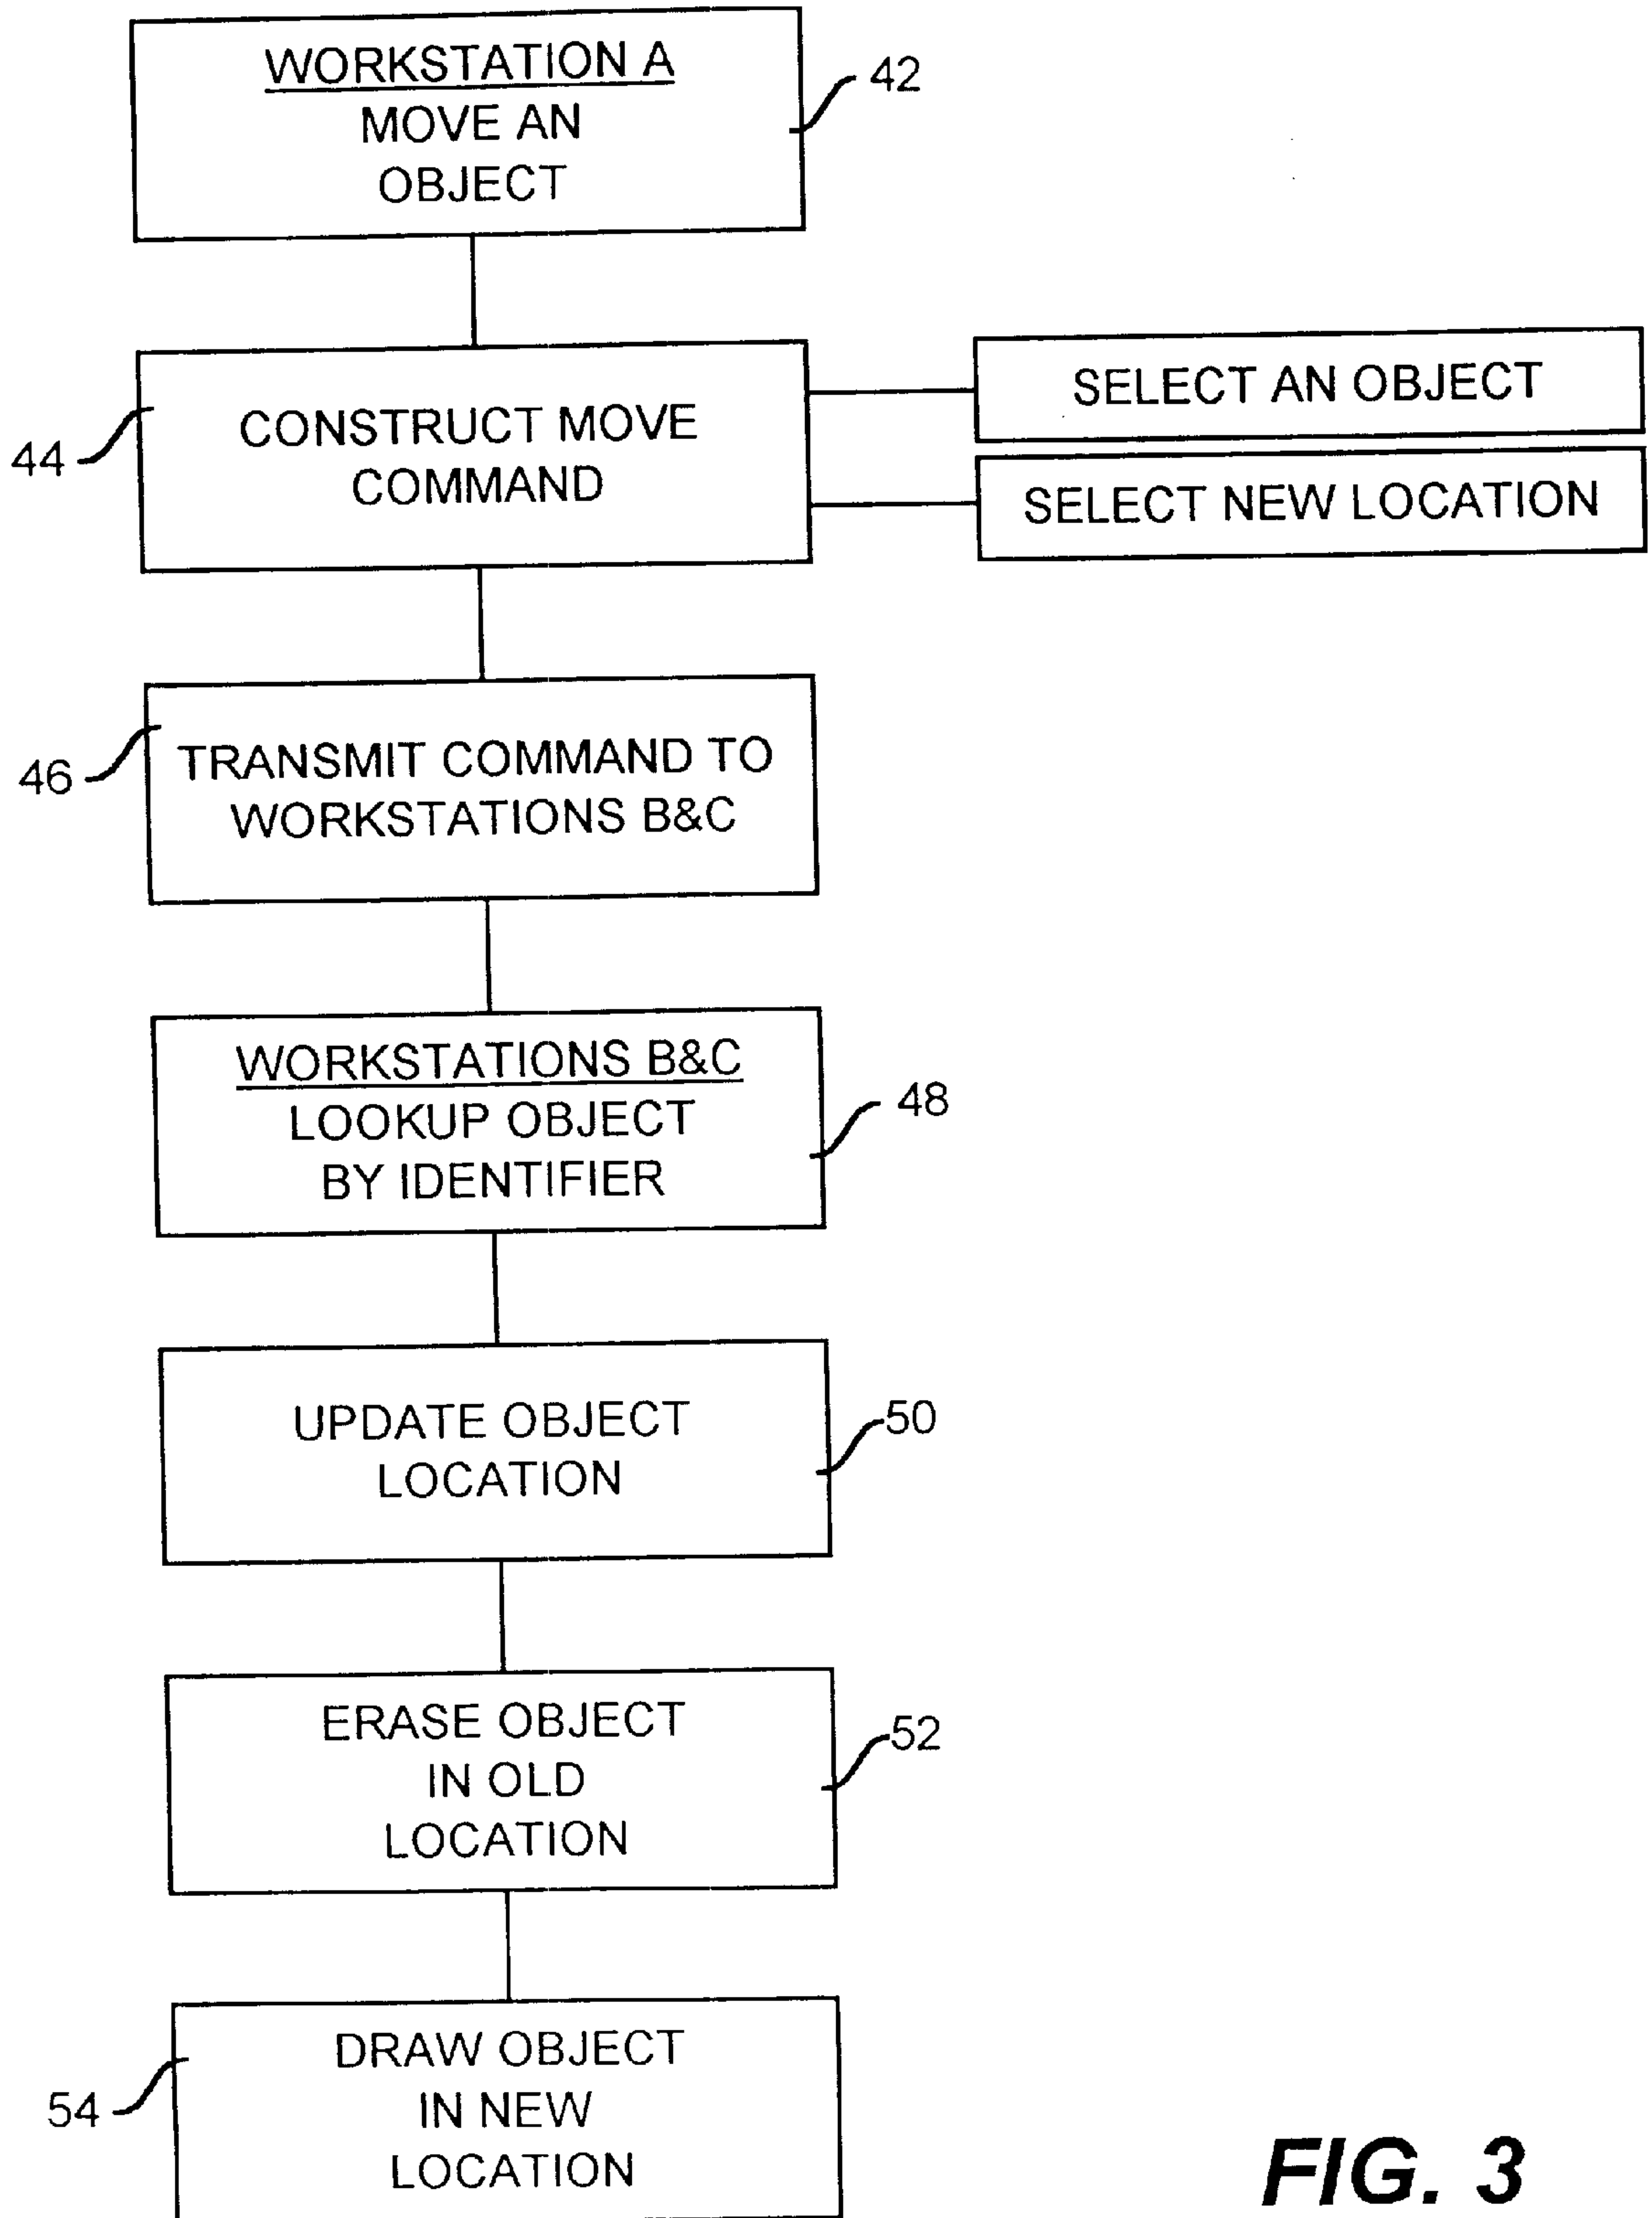 WORKSTATION A
MOVE AN
OBJECT
42
44
CONSTRUCT MOVE
COMMAND
SELECT AN OBJECT
SELECT NEW LOCATION
46
TRANSMIT COMMAND TO
WORKSTATIONS B&C
WORKSTATIONS B&C
LOOKUP OBJECT
BY IDENTIFIER
48
UPDATE OBJECT
LOCATION
50
ERASE OBJECT
IN OLD
LOCATION
52
54
DRAW OBJECT
IN NEW
LOCATION
FIG. 3